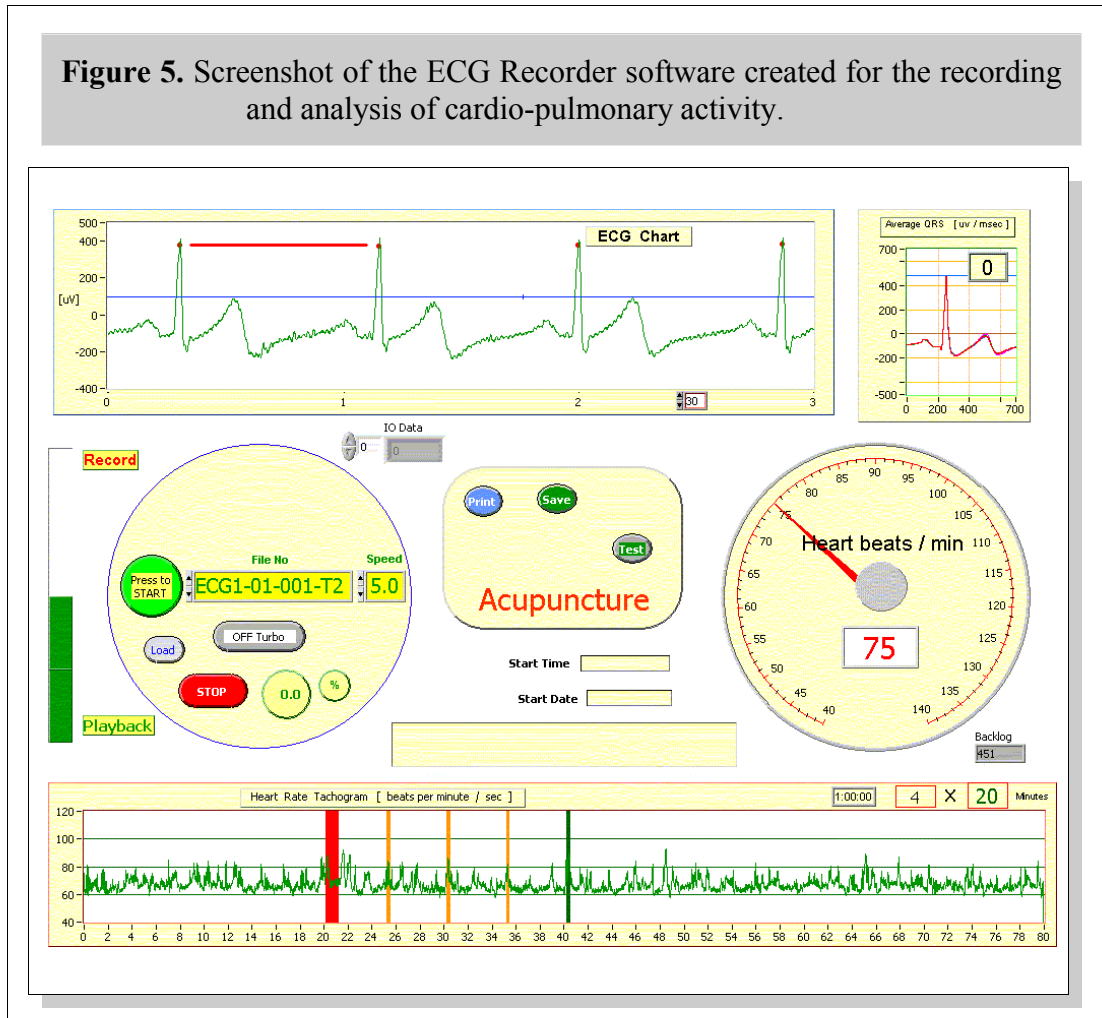 Figure 5. Screenshot of the ECG Recorder software created for the recording
and analysis of cardio-pulmonary activity.
500
400
200
0
-200
-400
[uV]
ECG Chart
0 1 2 3
30
Average QRS [ uv / msec ]
700
400
200
0
-200
-500
0
0 200 400 700
IO Data
0
0
Record
Press to
START
File No
ECG1-01-001-T2
Speed
5.0
Load
OFF Turbo
STOP
0.0
%
Playback
Print
Save
Test
Acupuncture
Start Time
Start Date
40 45 50 55 60 65 70 75 80 85 90 95 100 105 110 115 120 125 130 135 140
Heart beats / min
75
Backlog
451
Heart Rate Tachogram [ beats per minute / sec ]
1:00:00
4 X 20 Minutes
120
100
80
60
40
0 2 4 6 8 10 12 14 16 18 20 22 24 26 28 30 32 34 36 38 40 42 44 46 48 50 52 54 56 58 60 62 64 66 68 70 72 74 76 78 80